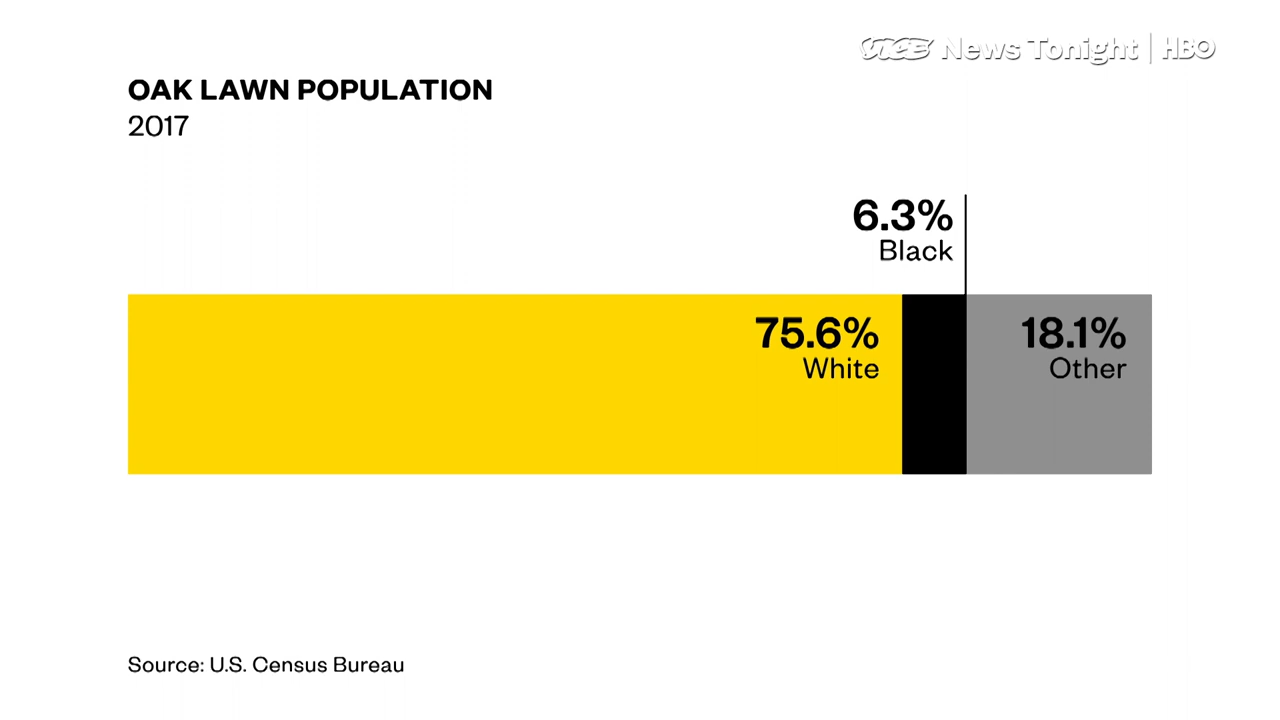 VICE News Tonight | HBO
OAK LAWN POPULATION
2017
6.3%
Black
75.6%
White
18.1%
Other
Source: U.S. Census Bureau